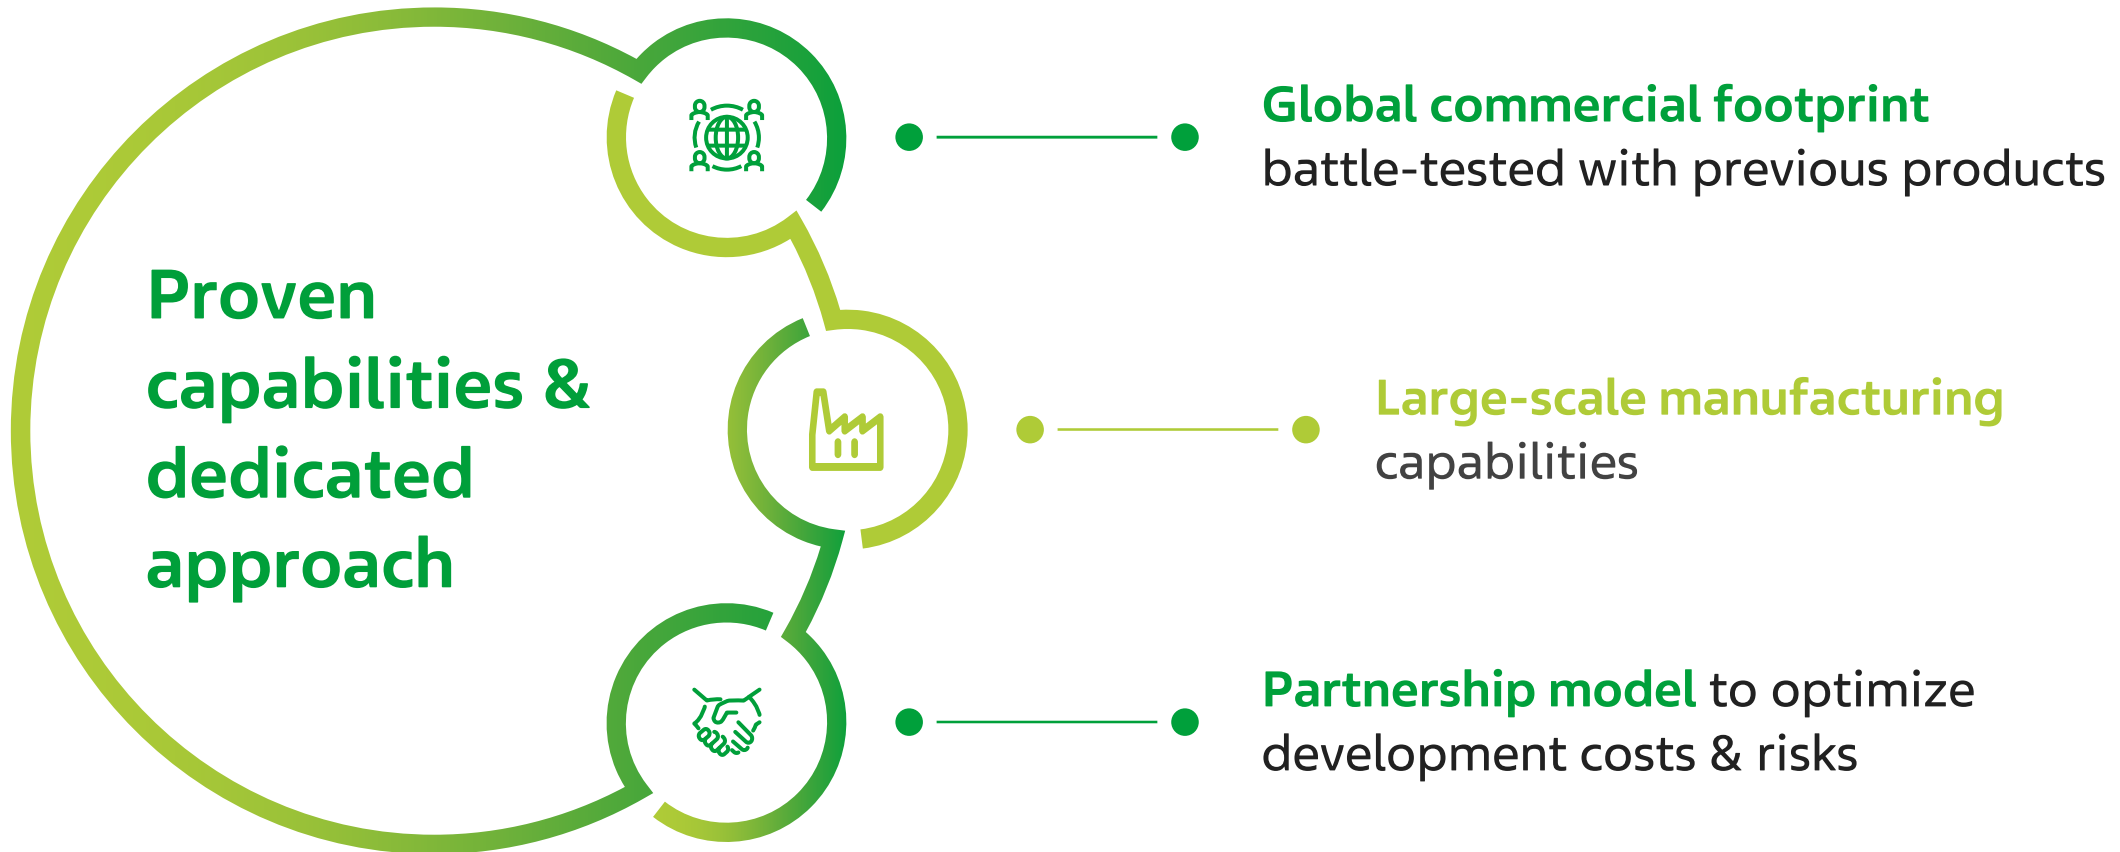 Proven
capabilities &
dedicated
approach
Global commercial footprint
battle-tested with previous products
Large-scale manufacturing
capabilities
Partnership model to optimize
development costs & risks